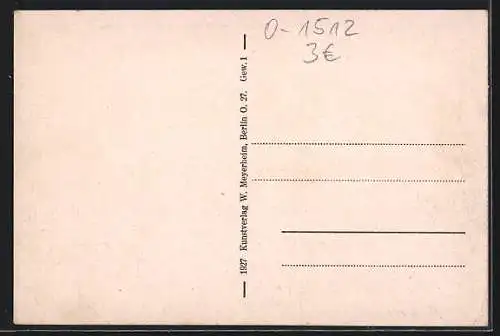 0-1512
3€
1927 Kunstverlag W. Meyerheim, Berlin O. 27. Gew. 1